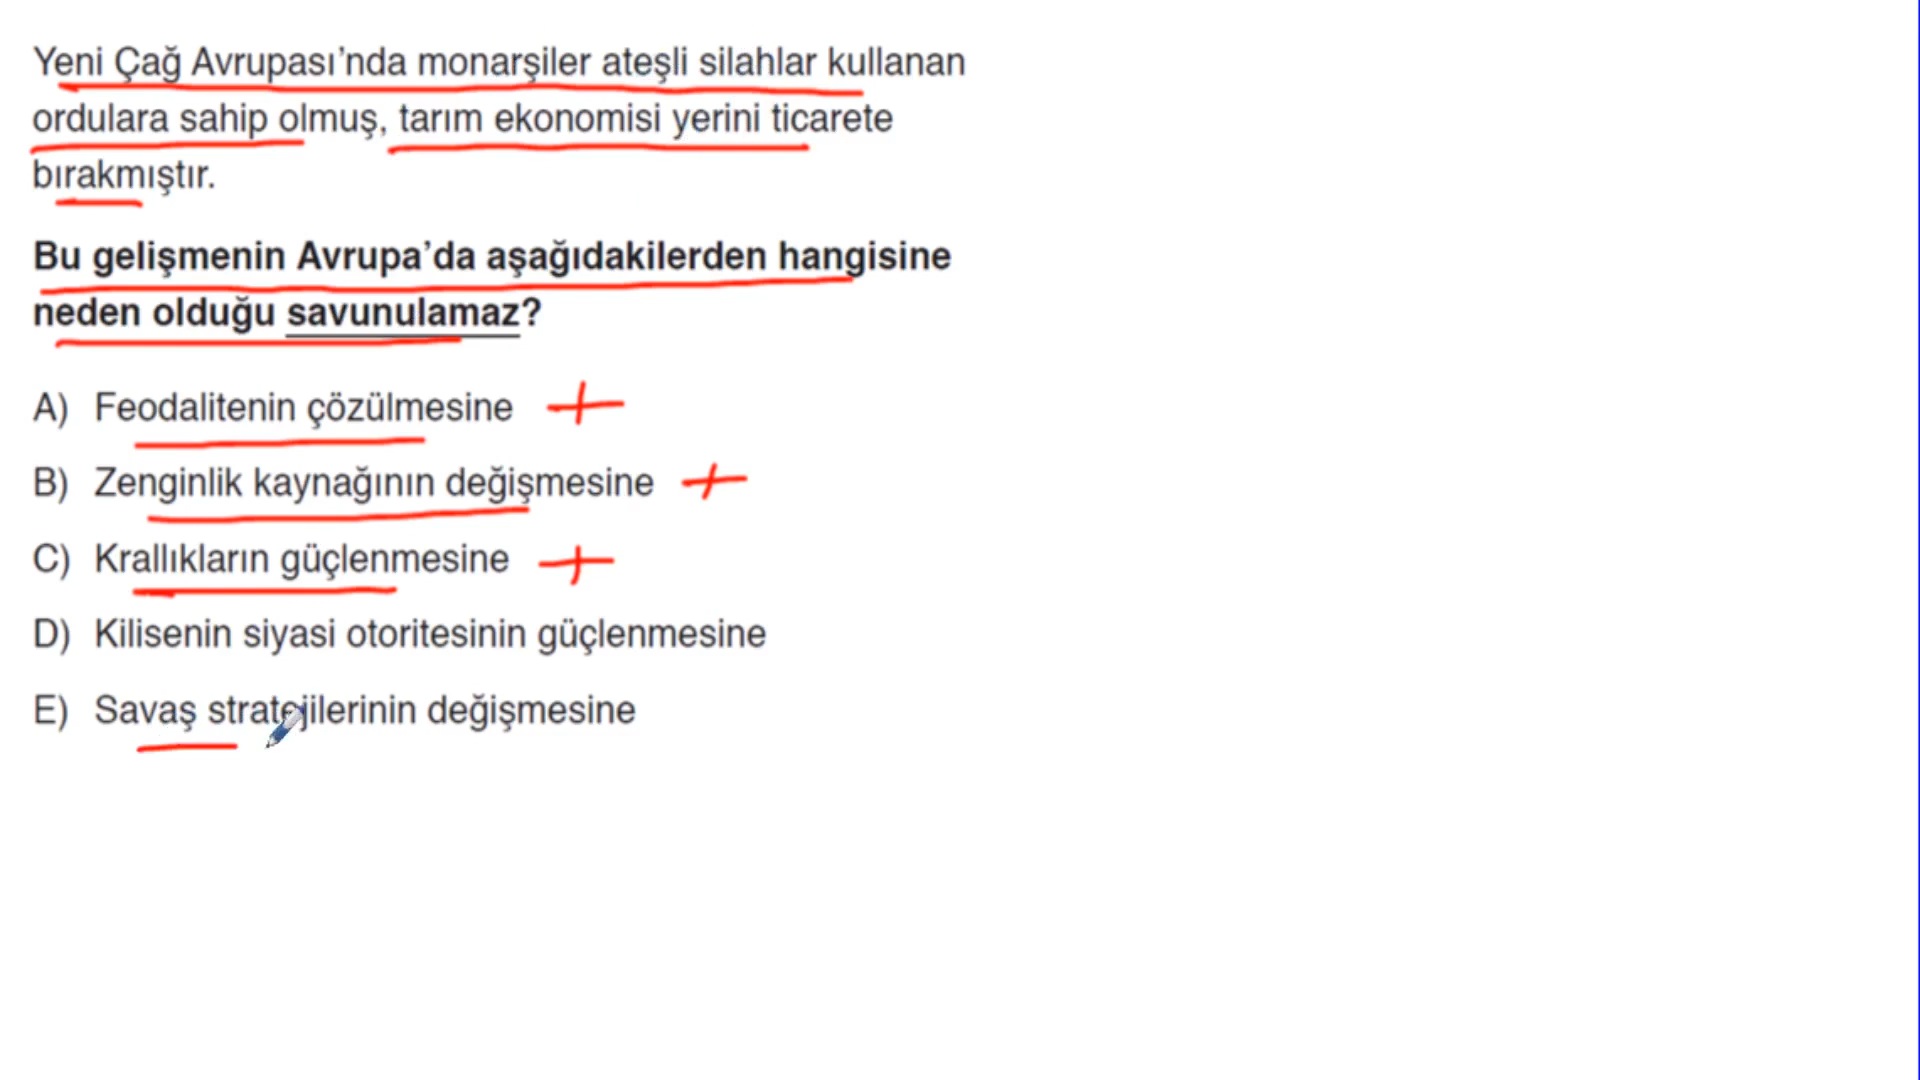 Yeni Çağ Avrupası’nda monarşiler ateşli silahlar kullanan
ordulara sahip olmuş, tarım ekonomisi yerini ticarete
bırakmıştır.
Bu gelişmenin Avrupa’da aşağıdakilerden hangisine
neden olduğu savunulamaz?
A) Feodalitenin çözülmesine +
B) Zenginlik kaynağının değişmesine +
C) Krallıkların güçlenmesine +
D) Kilisenin siyasi otoritesinin güçlenmesine
E) Savaş stratejilerinin değişmesine